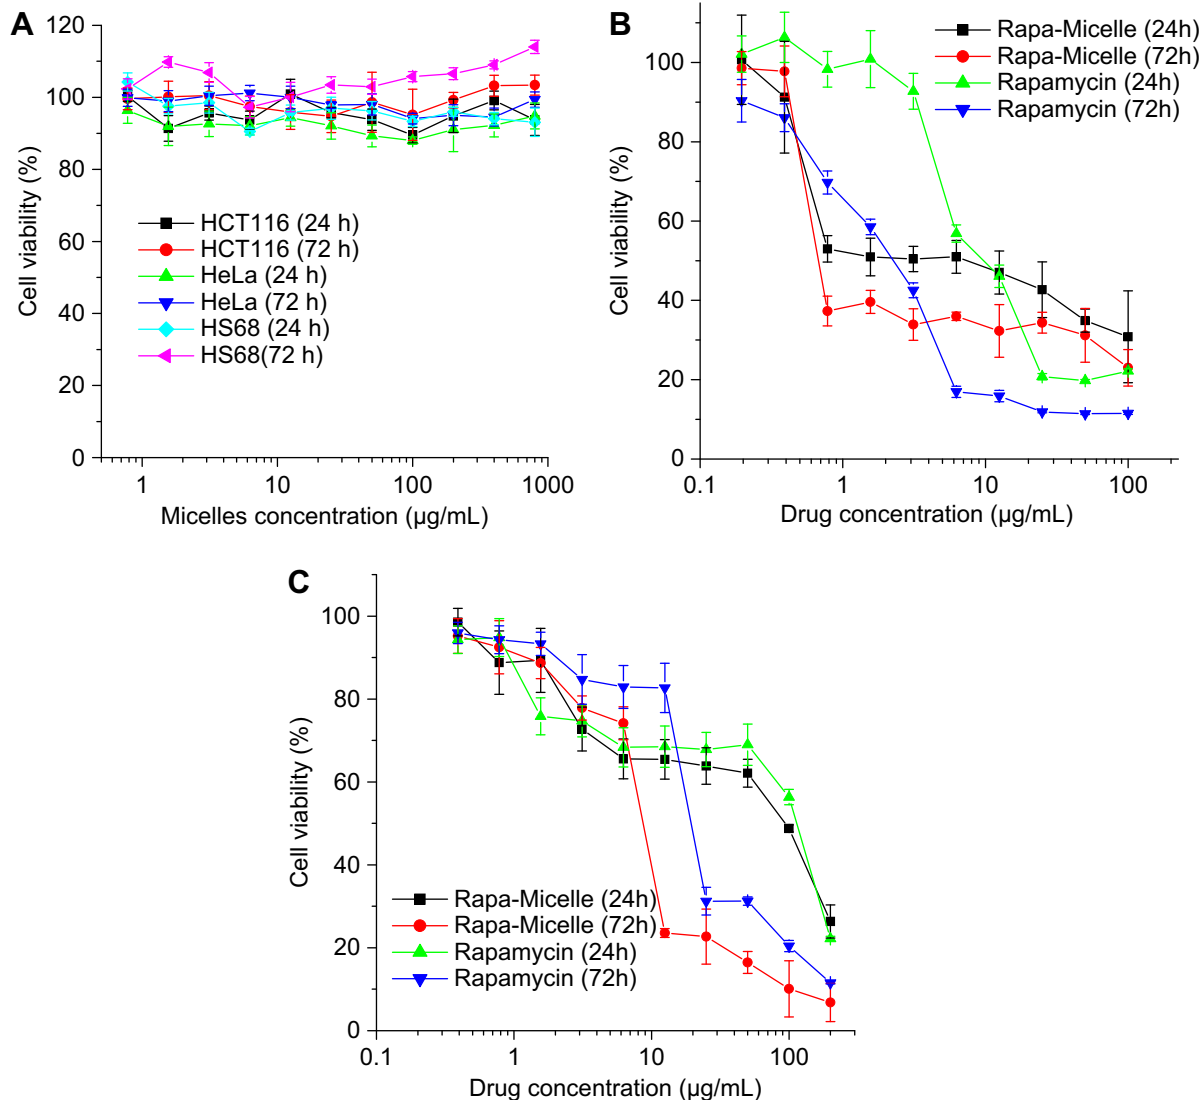 A
120
100
80
60
40
20
0
Cell viability (%)
HCT116 (24 h)
HCT116 (72 h)
HeLa (24 h)
HeLa (72 h)
HS68 (24 h)
HS68(72 h)
1 10 100 1000
Micelles concentration (µg/mL)
B
100
80
60
40
20
0
Cell viability (%)
Rapa-Micelle (24h)
Rapa-Micelle (72h)
Rapamycin (24h)
Rapamycin (72h)
0.1 1 10 100
Drug concentration (µg/mL)
C
100
80
60
40
20
0
Cell viability (%)
Rapa-Micelle (24h)
Rapa-Micelle (72h)
Rapamycin (24h)
Rapamycin (72h)
0.1 1 10 100
Drug concentration (µg/mL)